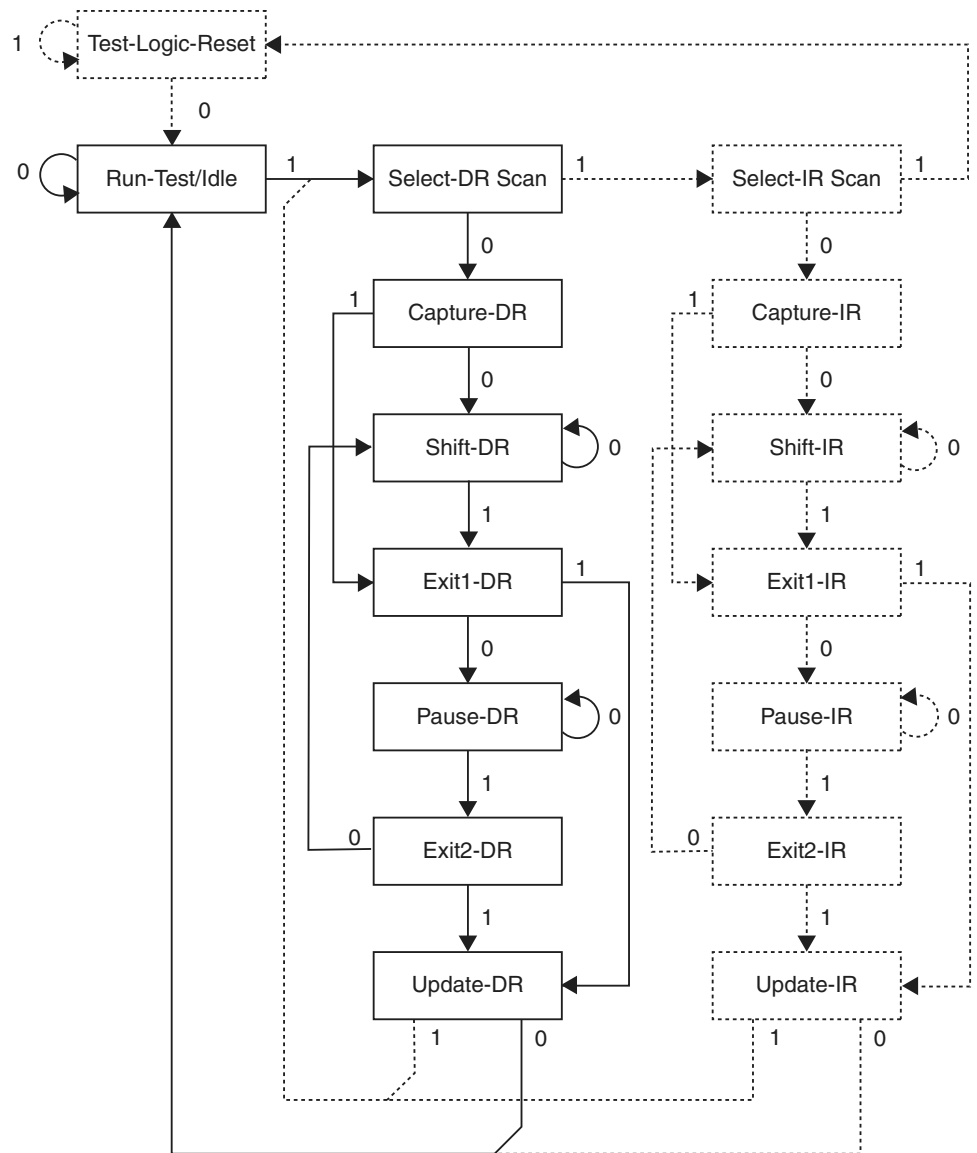 1
Test-Logic-Reset
0
0
Run-Test/Idle
1
Select-DR Scan
1
Select-IR Scan
1
0
0
1
Capture-DR
1
Capture-IR
0
0
Shift-DR
0
Shift-IR
0
1
1
Exit1-DR
1
Exit1-IR
1
0
0
Pause-DR
0
Pause-IR
0
1
1
0
Exit2-DR
0
Exit2-IR
1
1
Update-DR
Update-IR
1
0
1
0